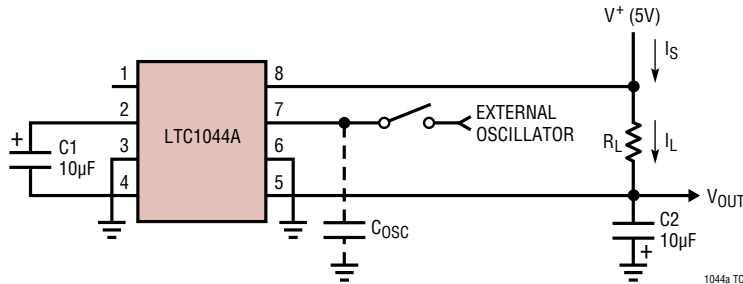 V+ (5V)
IS
1
8
2
7
EXTERNAL
OSCILLATOR
+
C1
10µF
LTC1044A
3
6
RL
IL
4
5
VOUT
COSC
C2
10µF
+
1044a TC